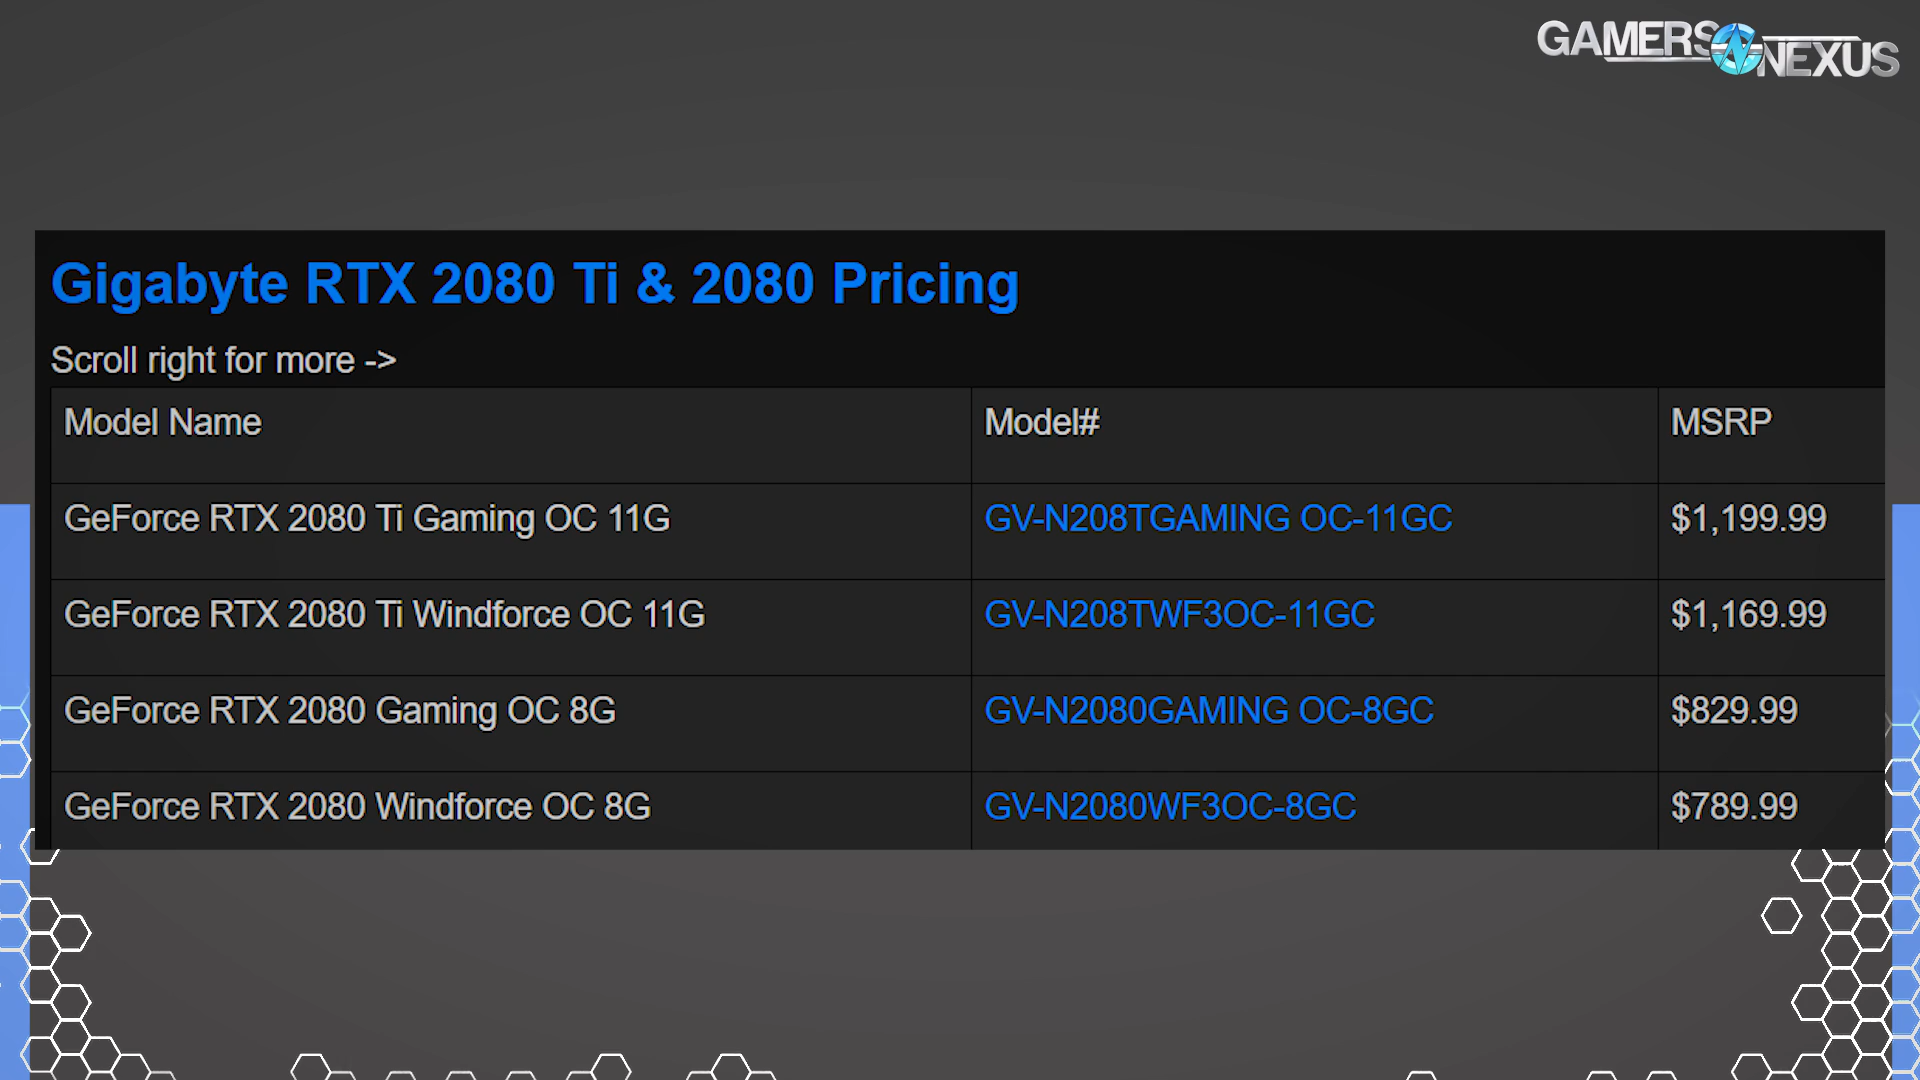 GAMERS NEXUS
Gigabyte RTX 2080 Ti & 2080 Pricing
Scroll right for more ->
Model Name Model# MSRP
GeForce RTX 2080 Ti Gaming OC 11G GV-N208TGAMING OC-11GC $1,199.99
GeForce RTX 2080 Ti Windforce OC 11G GV-N208TWF3OC-11GC $1,169.99
GeForce RTX 2080 Gaming OC 8G GV-N2080GAMING OC-8GC $829.99
GeForce RTX 2080 Windforce OC 8G GV-N2080WF3OC-8GC $789.99